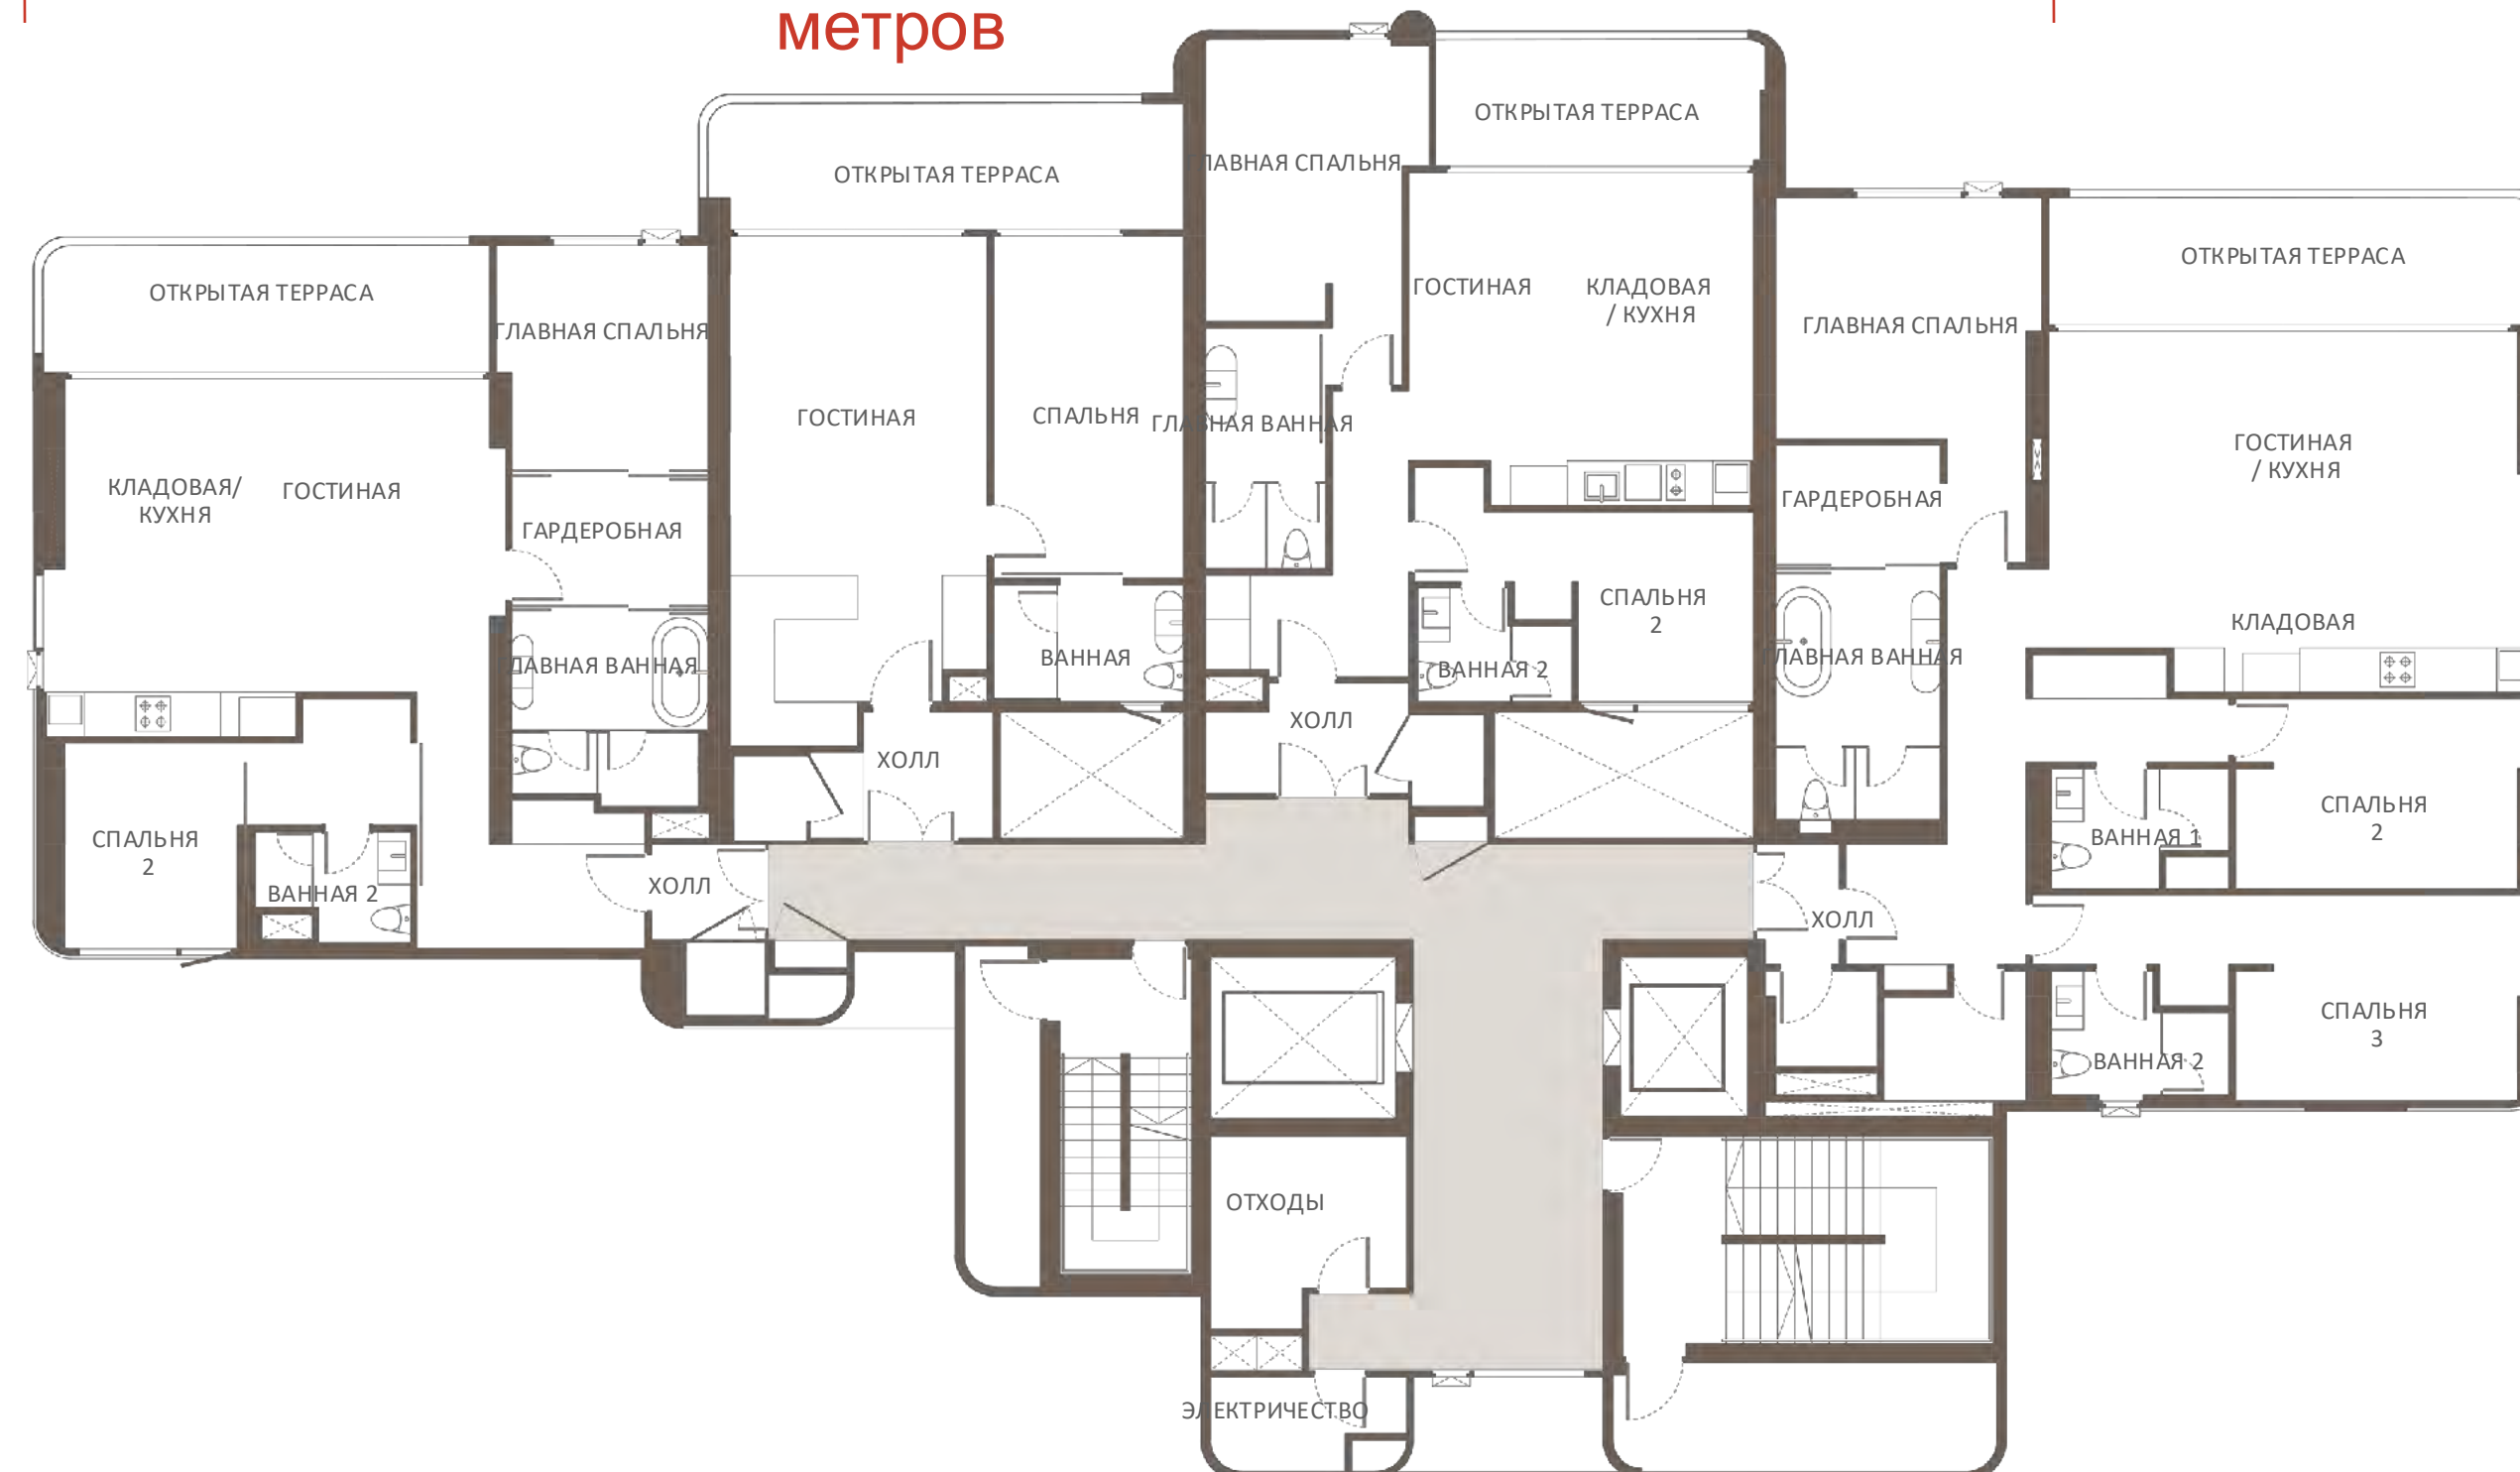 метров
ОТКРЫТАЯ ТЕРРАСА
ЛАВНАЯ СПАЛЬНЯ
ОТКРЫТАЯ ТЕРРАСА
ОТКРЫТАЯ ТЕРРАСА
ОТКРЫТАЯ ТЕРРАСА
ГОСТИНАЯ
КЛАДОВАЯ
/ КУХНЯ
ГЛАВНАЯ СПАЛЬНЯ
ГЛАВНАЯ СПАЛЬНЯ
ГОСТИНАЯ
СПАЛЬНЯ
ГЛАВНАЯ ВАННАЯ
ГОСТИНАЯ
/ КУХНЯ
КЛАДОВАЯ/
КУХНЯ
ГОСТИНАЯ
ГАРДЕРОБНАЯ
ГАРДЕРОБНАЯ
СПАЛЬНЯ
2
КЛАДОВАЯ
ЛАВНАЯ ВАННАЯ
ВАННАЯ
ВАННАЯ 2
ЛАВНАЯ ВАННАЯ
ХОЛЛ
ХОЛЛ
СПАЛЬНЯ
2
СПАЛЬНЯ
2
ВАННАЯ 1
ХОЛЛ
ВАННАЯ 2
ХОЛЛ
СПАЛЬНЯ
3
ВАННАЯ 2
ОТХОДЫ
ЭЛЕКТРИЧЕСТВО